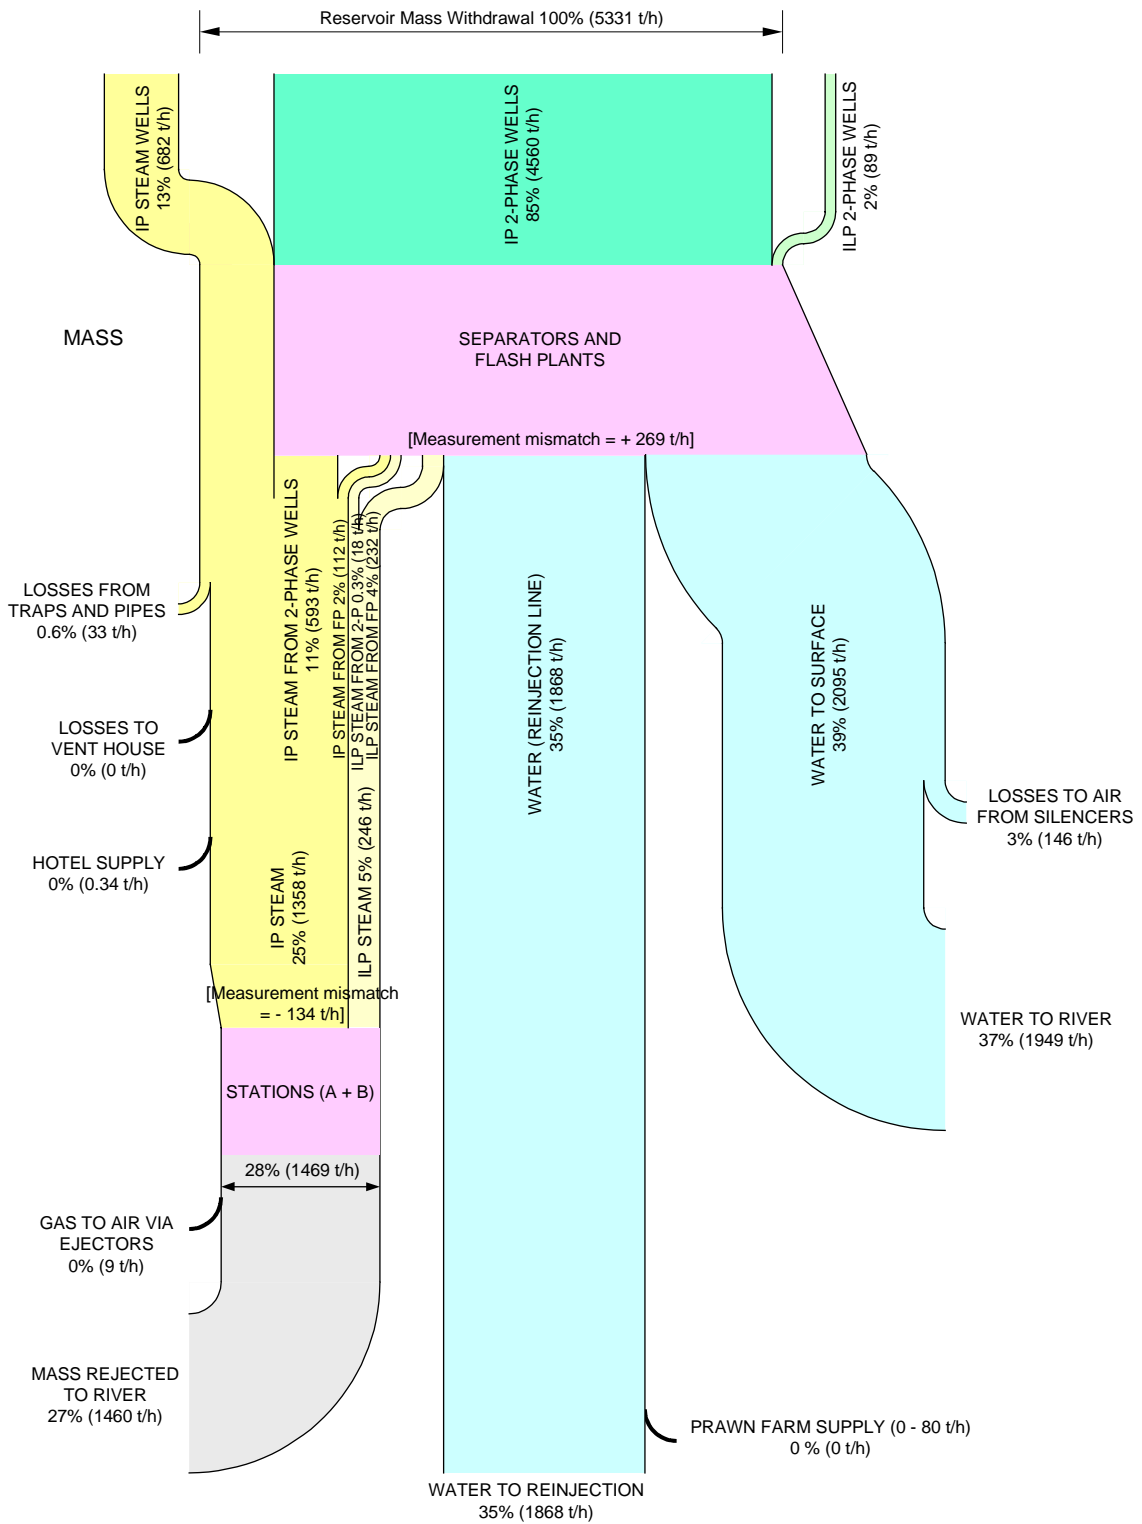 Reservoir Mass Withdrawal 100% (5331 t/h)
IP STEAM WELLS
13% (682 t/h)
IP 2-PHASE WELLS
85% (4560 t/h)
ILP 2-PHASE WELLS
2% (89 t/h)
MASS
SEPARATORS AND
FLASH PLANTS
[Measurement mismatch = + 269 t/h]
IP STEAM FROM 2-PHASE WELLS
11% (593 t/h)
IP STEAM FROM FP 2% (112 t/h)
ILP STEAM FROM 2-P 0.3% (18 t/h)
ILP STEAM FROM FP 4% (232 t/h)
WATER (REINJECTION LINE)
35% (1868 t/h)
WATER TO SURFACE
39% (2095 t/h)
LOSSES FROM
TRAPS AND PIPES
0.6% (33 t/h)
LOSSES TO
VENT HOUSE
0% (0 t/h)
LOSSES TO AIR
FROM SILENCERS
3% (146 t/h)
HOTEL SUPPLY
0% (0.34 t/h)
IP STEAM
25% (1358 t/h)
ILP STEAM 5% (246 t/h)
[Measurement mismatch
= - 134 t/h]
WATER TO RIVER
37% (1949 t/h)
STATIONS (A + B)
28% (1469 t/h)
GAS TO AIR VIA
EJECTORS
0% (9 t/h)
MASS REJECTED
TO RIVER
27% (1460 t/h)
PRAWN FARM SUPPLY (0 - 80 t/h)
0 % (0 t/h)
WATER TO REINJECTION
35% (1868 t/h)